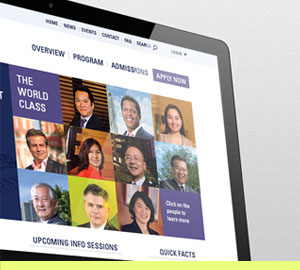 HOME | NEWS | EVENTS | CONTACT | FAQ | SEARCH
LOGIN
OVERVIEW | PROGRAM | ADMISSIONS APPLY NOW
THE
WORLD
CLASS
Click on
the people
to learn
more
UPCOMING INFO SESSIONS
QUICK FACTS